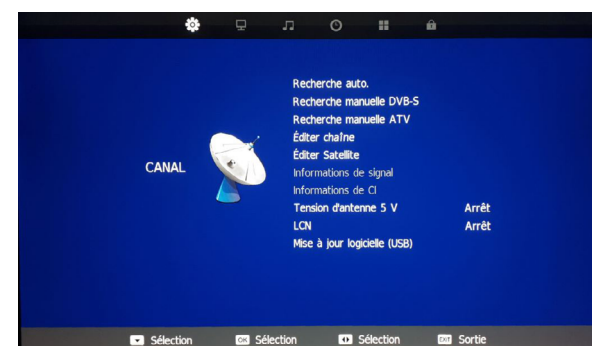 Recherche auto.
Recherche manuelle DVB-S
Recherche manuelle ATV
Éditer chaîne
Éditer Satellite
CANAL
Informations de signal
Informations de CI
Tension d'antenne 5 V Arrêt
LCN Arrêt
Mise à jour logicielle (USB)
Sélection OK Sélection Sélection EXIT Sortie